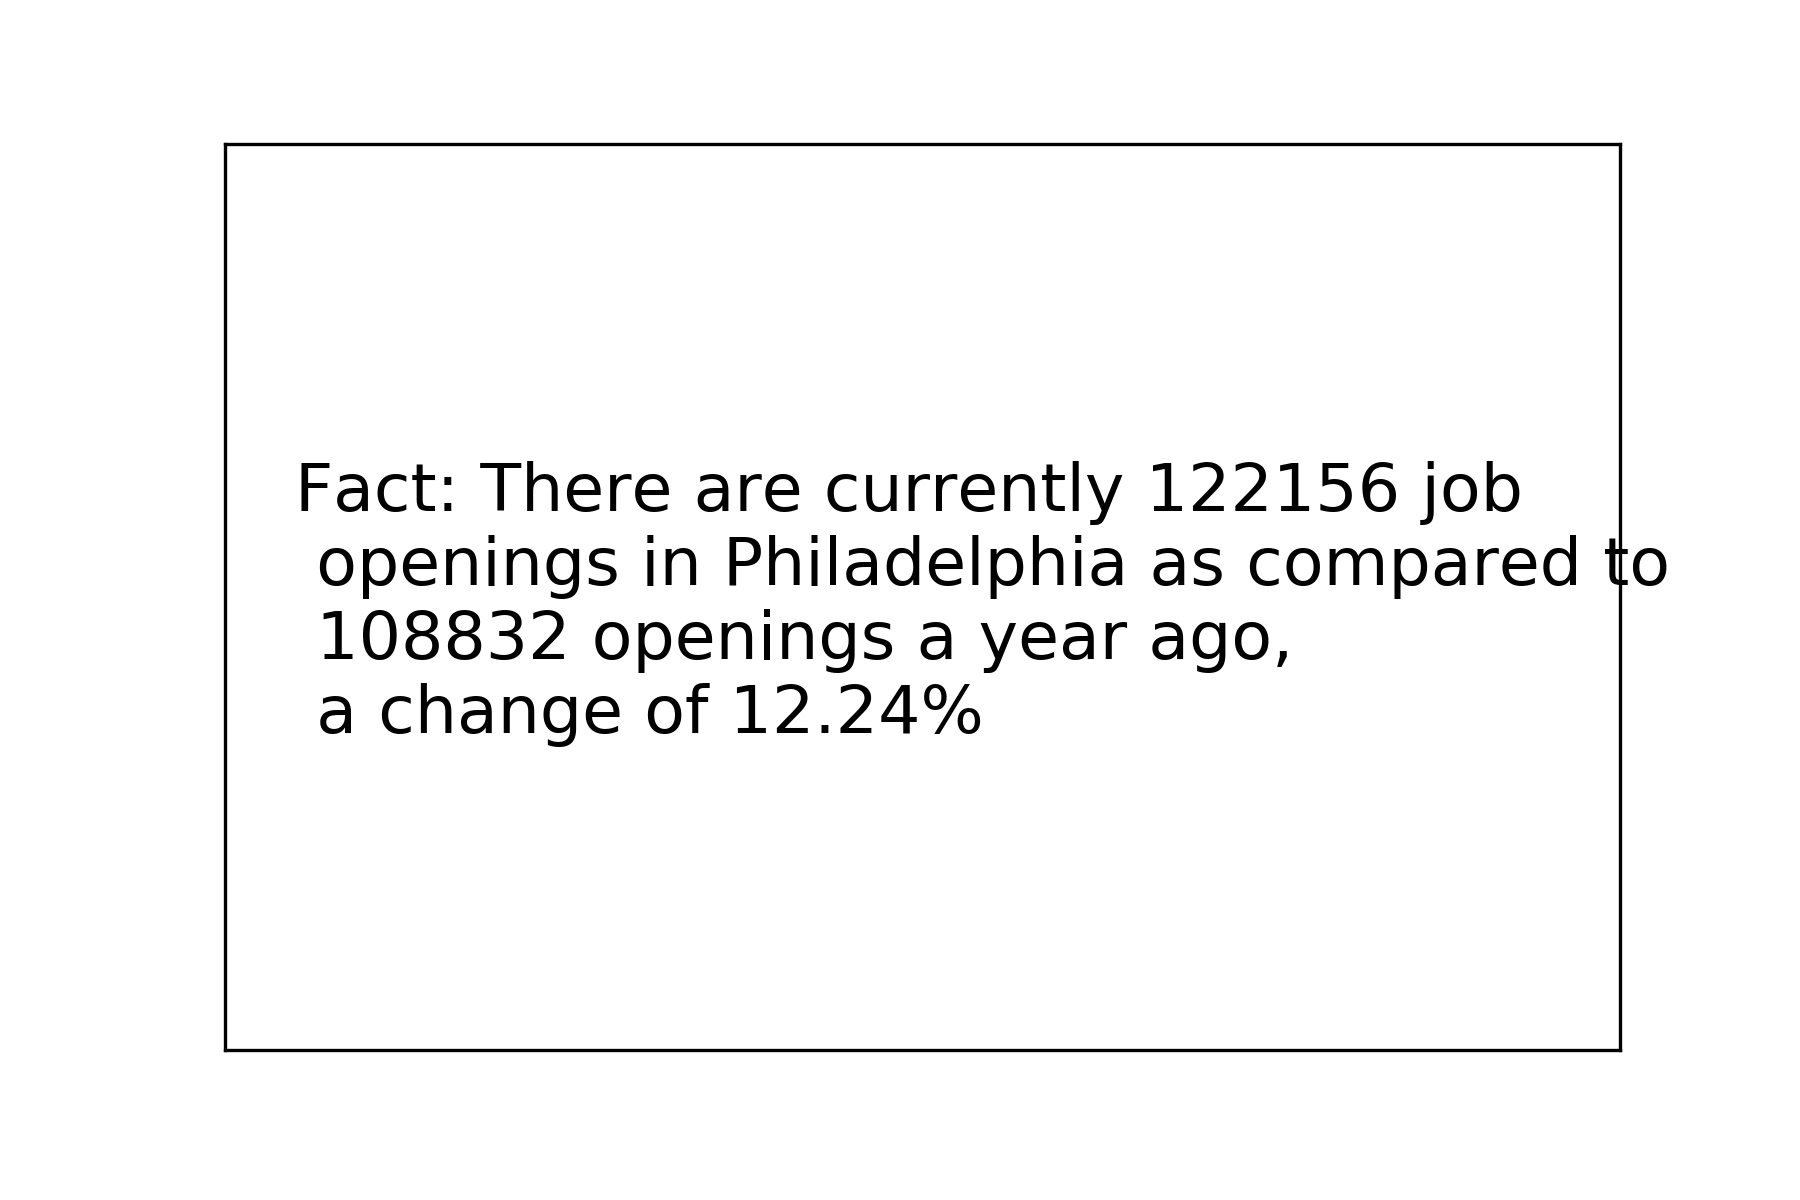 Fact: There are currently 122156 job
openings in Philadelphia as compared to
108832 openings a year ago,
a change of 12.24%